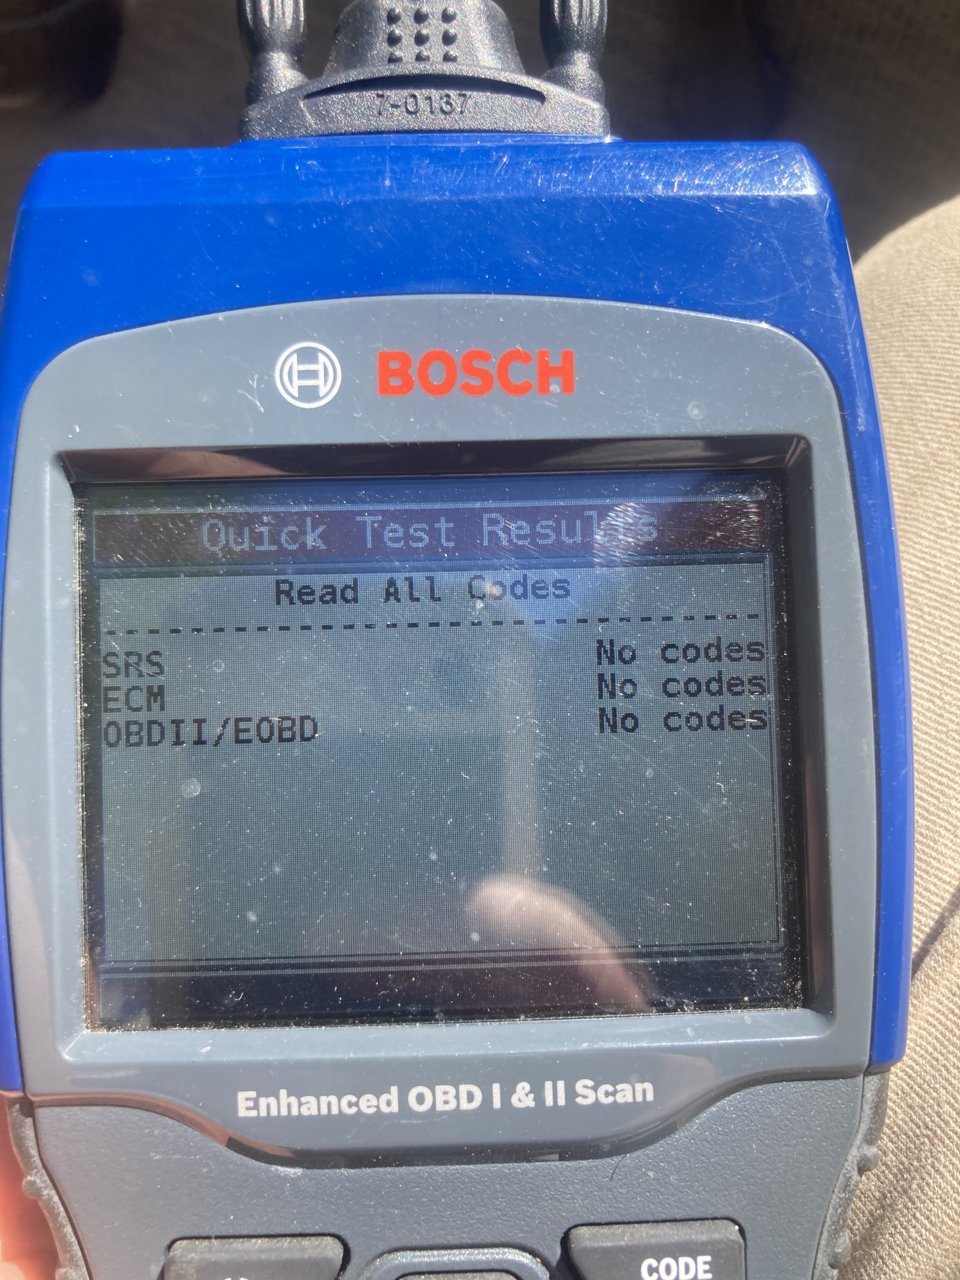 7-0167
BOSCH
Quick Test Results
Read All Codes
--------------------------------------
SRS No codes
ECM No codes
OBDII/EOBD No codes
Enhanced OBD I & II Scan
CODE